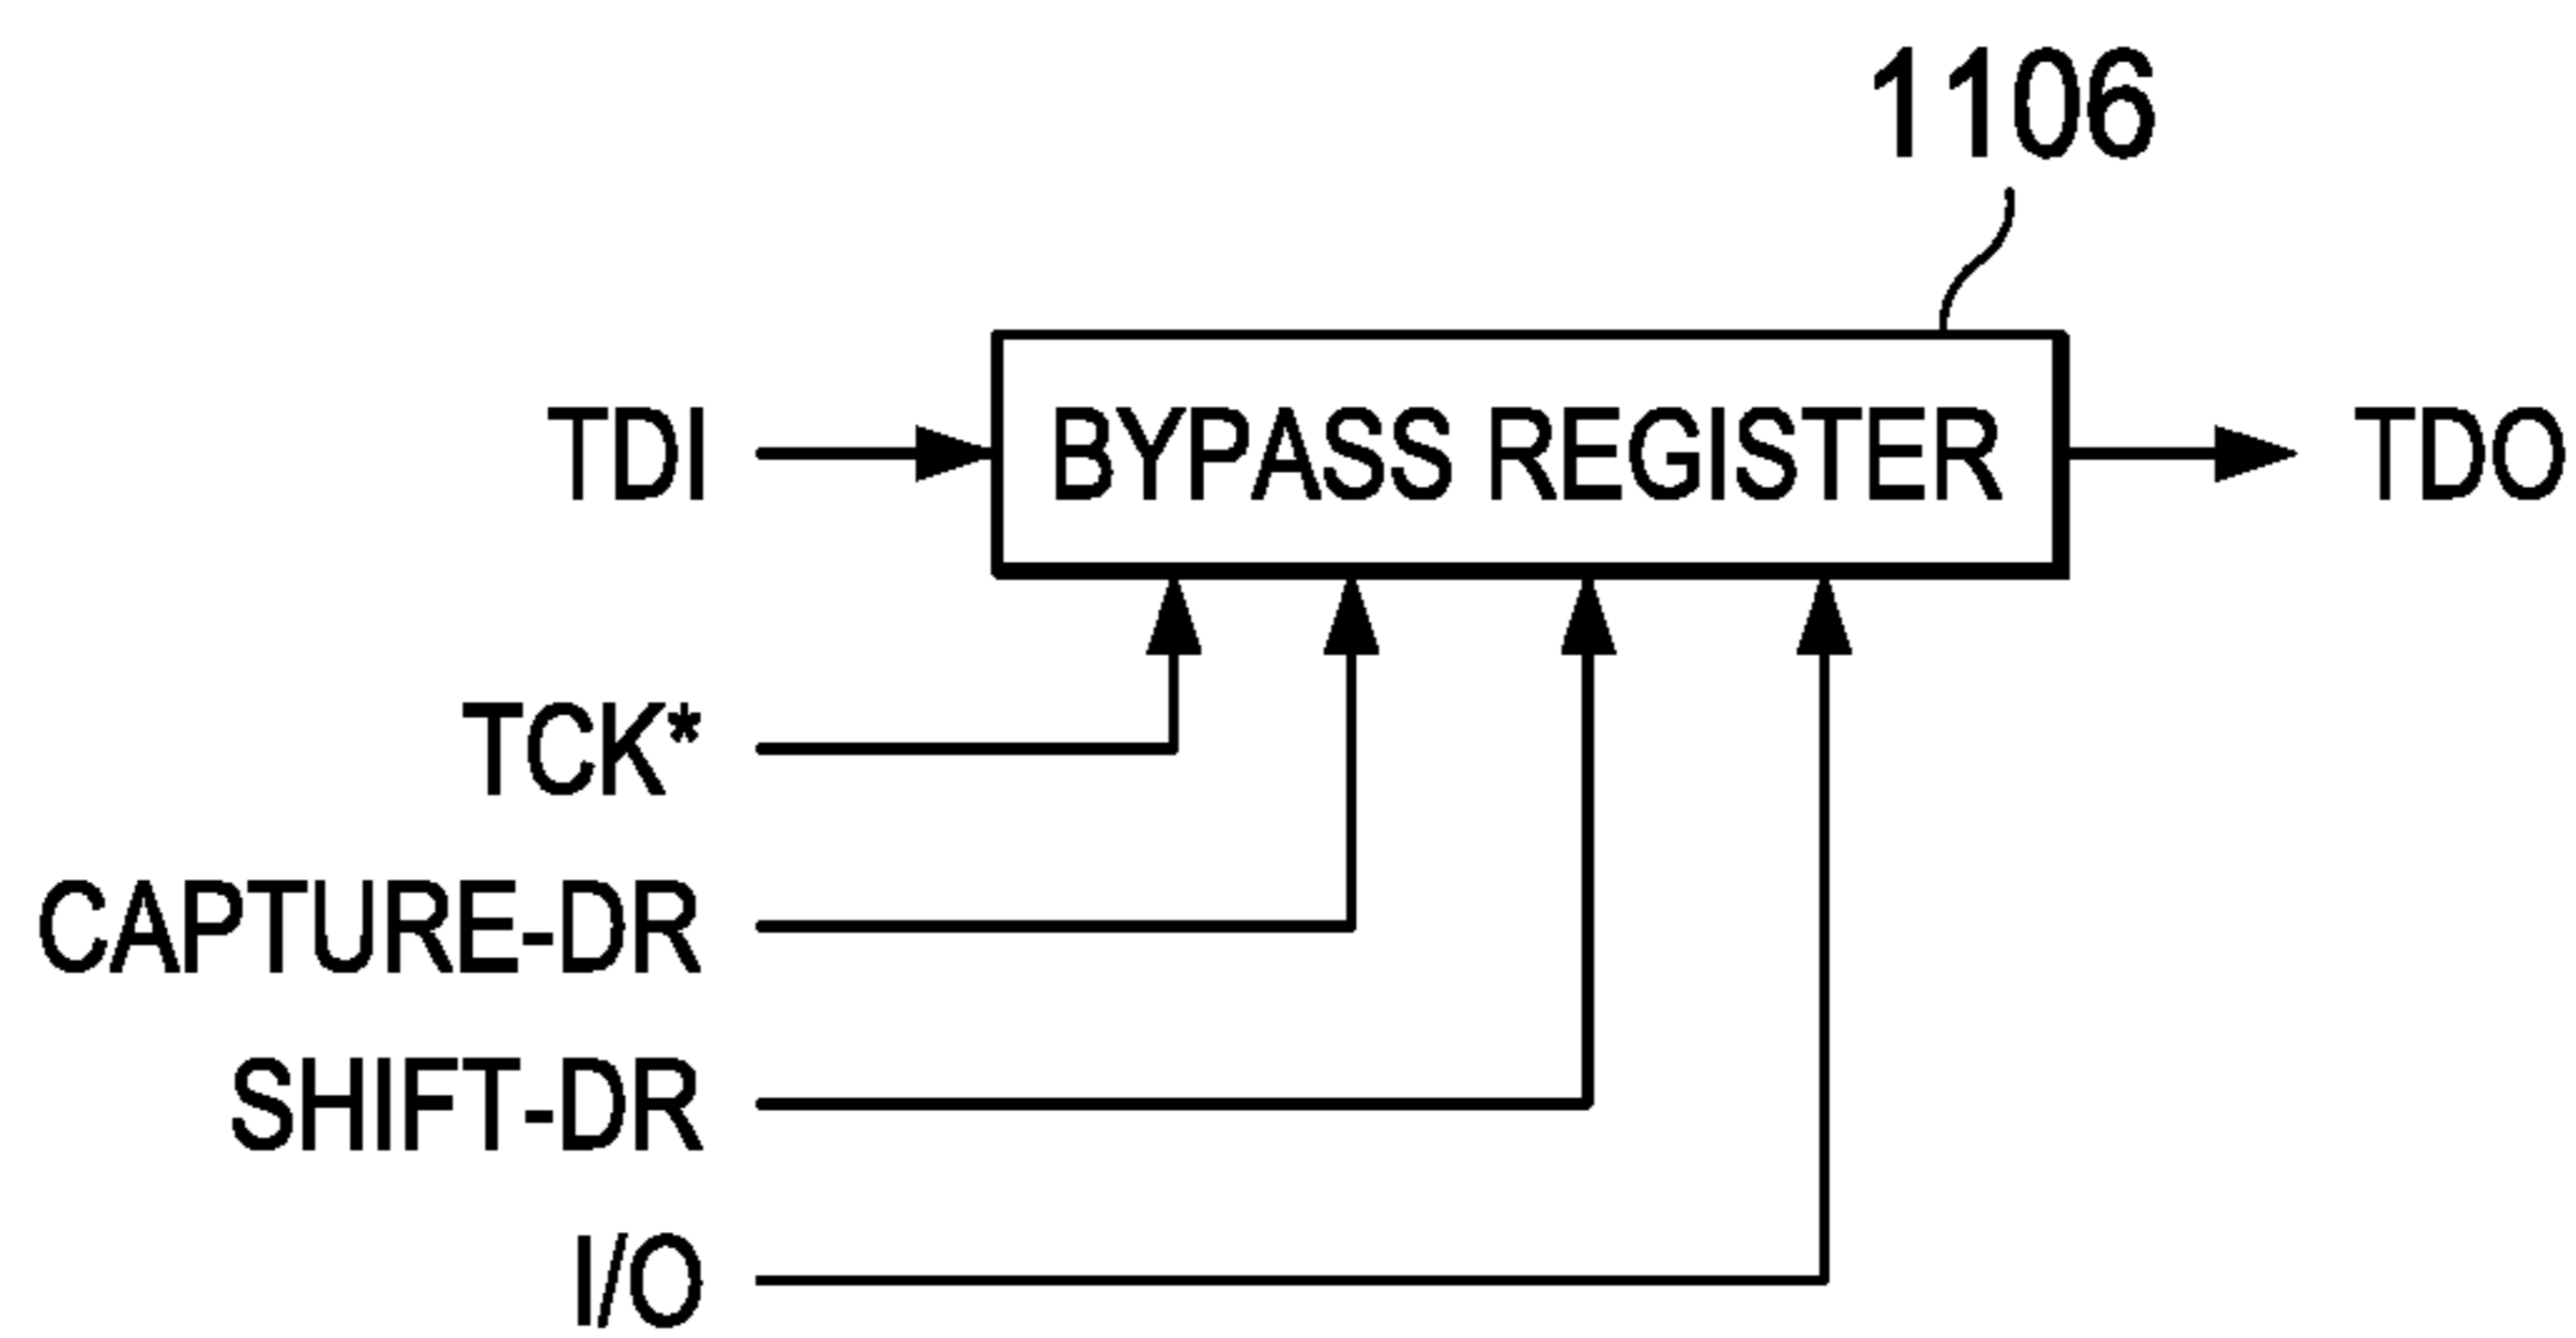 1106
TDI BYPASS REGISTER TDO
TCK*
CAPTURE-DR
SHIFT-DR
I/O